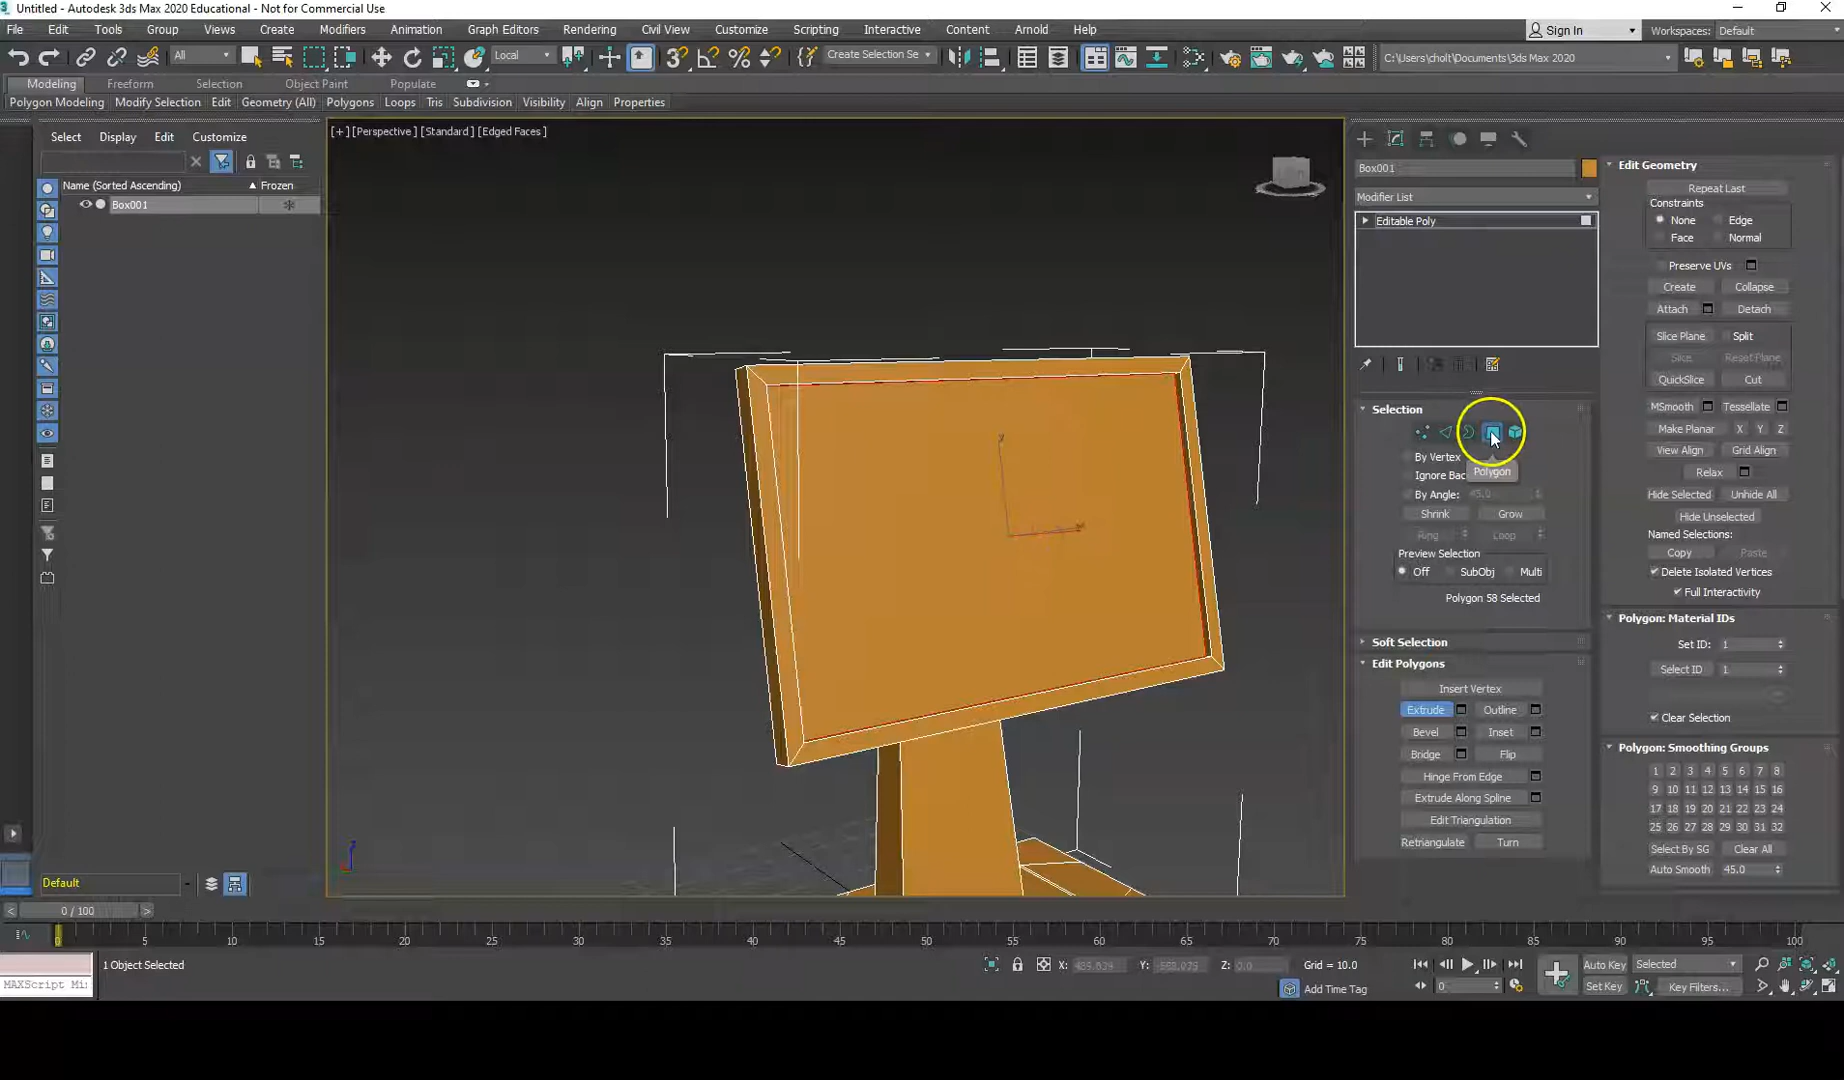 Untitled - Autodesk 3ds Max 2020 Educational - Not for Commercial Use
File Edit Tools Group Views Create Modifiers Animation Graph Editors Rendering Civil View Customize Scripting Interactive Content Arnold Help
Sign In Workspaces: Default
All Local Create Selection Se C:\Users\cholt\Documents\3ds Max 2020
Modeling Freeform Selection Object Paint Populate
Polygon Modeling Modify Selection Edit Geometry (All) Polygons Loops Tris Subdivision Visibility Align Properties
Select Display Edit Customize
Name (Sorted Ascending) Frozen
Box001
Default
[+] [Perspective] [Standard] [Edged Faces]
Box001
Modifier List
Editable Poly
Selection
By Vertex
Ignore Bac
Polygon
By Angle: 45.0
Shrink Grow
Ring Loop
Preview Selection
Off SubObj Multi
Polygon 58 Selected
Soft Selection
Edit Polygons
Insert Vertex
Extrude Outline
Bevel Inset
Bridge Flip
Hinge From Edge
Extrude Along Spline
Edit Triangulation
Retriangulate Turn
Edit Geometry
Repeat Last
Constraints
None Edge
Face Normal
Preserve UVs
Create Collapse
Attach Detach
Slice Plane Split
Slice Reset Plane
QuickSlice Cut
MSmooth Tessellate
Make Planar X Y Z
View Align Grid Align
Relax
Hide Selected Unhide All
Hide Unselected
Named Selections:
Copy Paste
Delete Isolated Vertices
Full Interactivity
Polygon: Material IDs
Set ID: 1
Select ID 1
Clear Selection
Polygon: Smoothing Groups
1 2 3 4 5 6 7 8
9 10 11 12 13 14 15 16
17 18 19 20 21 22 23 24
25 26 27 28 29 30 31 32
Select By SG Clear All
Auto Smooth 45.0
0 / 100
0 5 10 15 20 25 30 35 40 45 50 55 60 65 70 75 80 85 90 95 100
1 Object Selected
X: Y: Z: 0.0 Grid = 10.0
Auto Key Selected
MAXScript Mi
Add Time Tag
0
Set Key Key Filters...